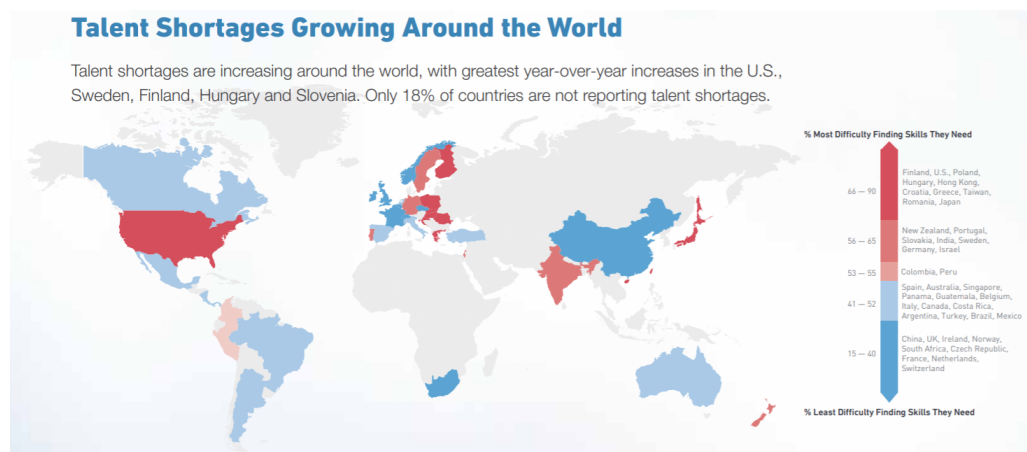 Talent Shortages Growing Around the World
Talent shortages are increasing around the world, with greatest year-over-year increases in the U.S.,
Sweden, Finland, Hungary and Slovenia. Only 18% of countries are not reporting talent shortages.
% Most Difficulty Finding Skills They Need
66 — 90
Finland, U.S., Poland,
Hungary, Hong Kong,
Croatia, Greece, Taiwan,
Romania, Japan
56 — 65
New Zealand, Portugal,
Slovakia, India, Sweden,
Germany, Israel
53 — 55
Colombia, Peru
41 — 52
Spain, Australia, Singapore,
Panama, Guatemala, Belgium,
Italy, Canada, Costa Rica,
Argentina, Turkey, Brazil, Mexico
15 — 40
China, UK, Ireland, Norway,
South Africa, Czech Republic,
France, Netherlands,
Switzerland
% Least Difficulty Finding Skills They Need